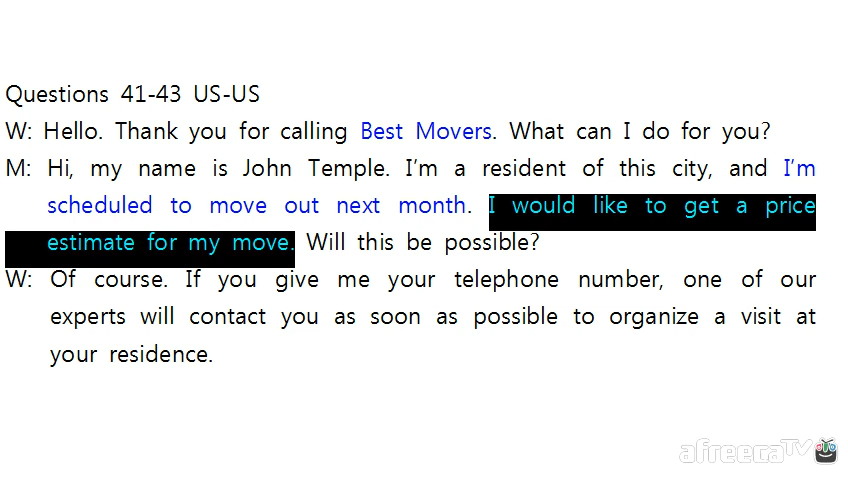 Questions 41-43 US-US
W: Hello. Thank you for calling Best Movers. What can I do for you?
M: Hi, my name is John Temple. I'm a resident of this city, and I'm
scheduled to move out next month. I would like to get a price
estimate for my move. Will this be possible?
W: Of course. If you give me your telephone number, one of our
experts will contact you as soon as possible to organize a visit at
your residence.
afreecaTV